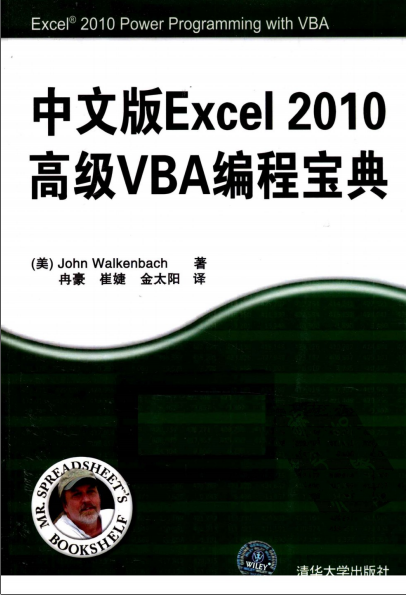 Excel® 2010 Power Programming with VBA
中文版Excel 2010
高级VBA编程宝典
(美) John Walkenbach 著
冉豪 崔婕 金太阳 译
MR. SPREADSHEET'S
BOOKSHELF
WILEY
清华大学出版社